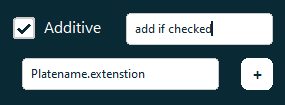 Additive add if checked
Platename.extenstion +